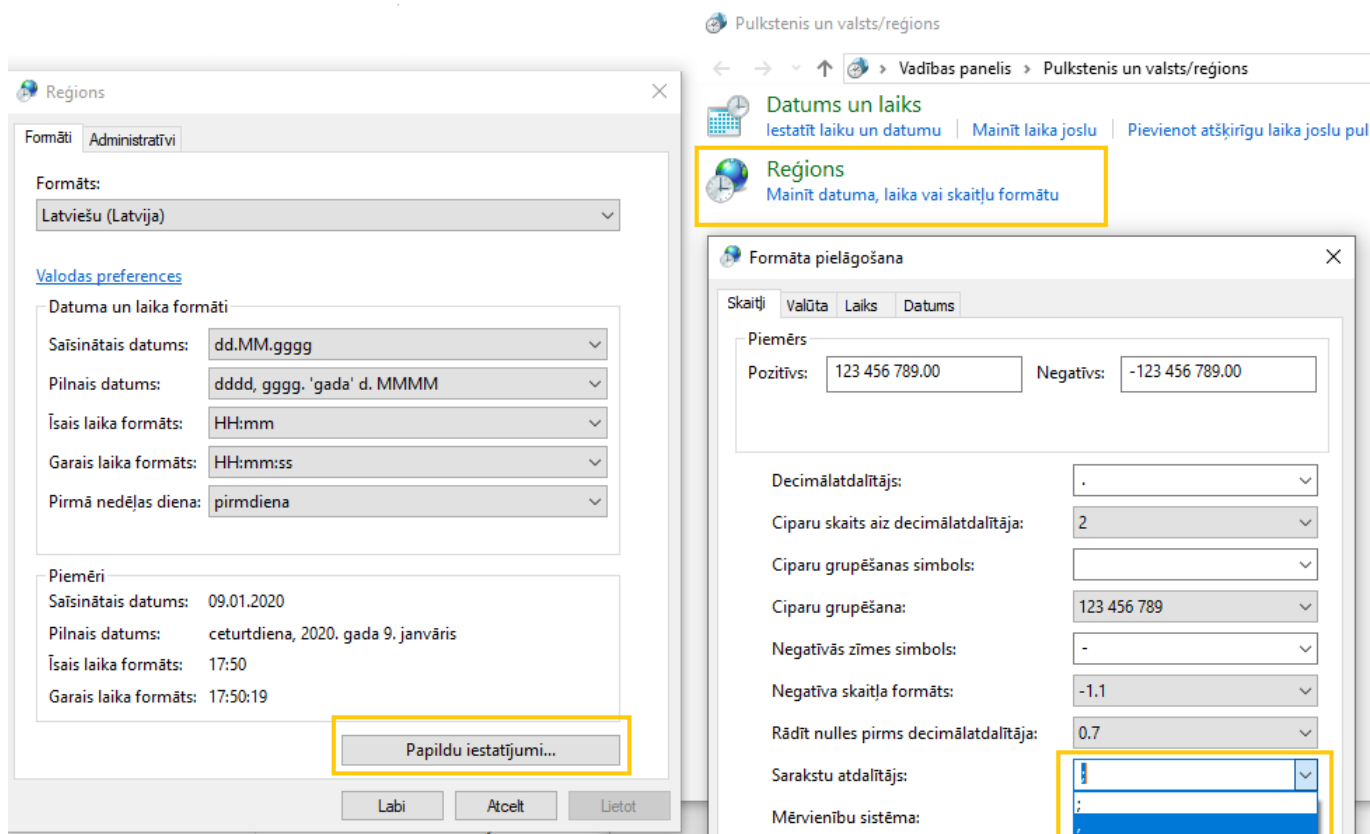 Reģions
Formāti
Administratīvi
Formāts:
Latviešu (Latvija)
Valodas preferences
Datuma un laika formāti
Saīsinātais datums: dd.MM.gggg
Pilnais datums: dddd, gggg. 'gada' d. MMMM
Īsais laika formāts: HH:mm
Garais laika formāts: HH:mm:ss
Pirmā nedēļas diena: pirmdiena
Piemēri
Saīsinātais datums: 09.01.2020
Pilnais datums: ceturtdiena, 2020. gada 9. janvāris
Īsais laika formāts: 17:50
Garais laika formāts: 17:50:19
Papildu iestatījumi...
Labi
Atcelt
Lietot
Pulkstenis un valsts/reģions
Vadības panelis > Pulkstenis un valsts/reģions
Datums un laiks
Iestatīt laiku un datumu | Mainīt laika joslu | Pievienot atšķirīgu laika joslu pul
Reģions
Mainīt datuma, laika vai skaitļu formātu
Formāta pielāgošana
Skaitļi Valūta Laiks Datums
Piemērs
Pozitīvs: 123 456 789.00 Negatīvs: -123 456 789.00
Decimālatdalītājs: .
Ciparu skaits aiz decimālatdalītāja: 2
Ciparu grupēšanas simbols:
Ciparu grupēšana: 123 456 789
Negatīvās zīmes simbols: -
Negatīva skaitļa formāts: -1.1
Rādīt nulles pirms decimālatdalītāja: 0.7
Sarakstu atdalītājs: ;
;
Mērvienību sistēma: ,